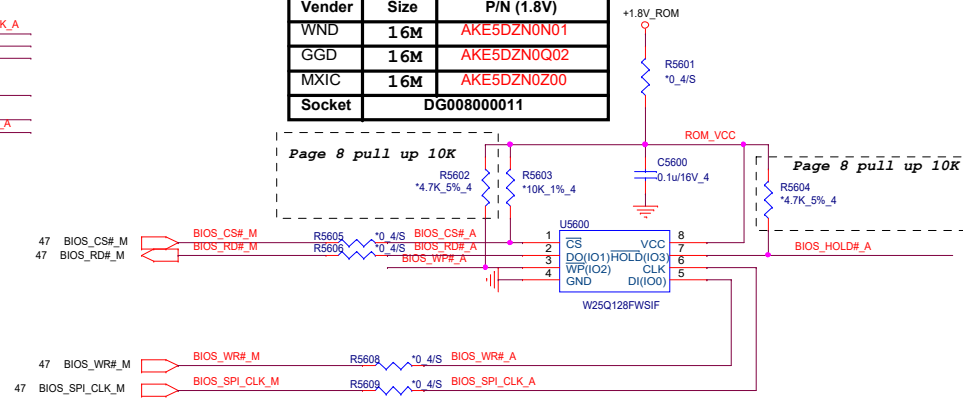 K_A
_A
Vender Size P/N (1.8V)
WND 16M AKE5DZN0N01
GGD 16M AKE5DZN0Q02
MXIC 16M AKE5DZN0Z00
Socket DG008000011
+1.8V_ROM
R5601
*0_4/S
ROM_VCC
Page 8 pull up 10K
R5602
*4.7K_5%_4
R5603
*10K_1%_4
C5600
0.1u/16V_4
Page 8 pull up 10K
R5604
*4.7K_5%_4
U5600
47 BIOS_CS#_M BIOS_CS#_M R5605 *0_4/S BIOS_CS#_A 1 CS VCC 8
47 BIOS_RD#_M BIOS_RD#_M R5606 *0_4/S BIOS_RD#_A 2 DO(IO1) HOLD(IO3) 7 BIOS_HOLD#_A
BIOS_WP#_A 3 WP(IO2) CLK 6
4 GND DI(IO0) 5
W25Q128FWSIF
47 BIOS_WR#_M BIOS_WR#_M R5608 *0_4/S BIOS_WR#_A
47 BIOS_SPI_CLK_M BIOS_SPI_CLK_M R5609 *0_4/S BIOS_SPI_CLK_A